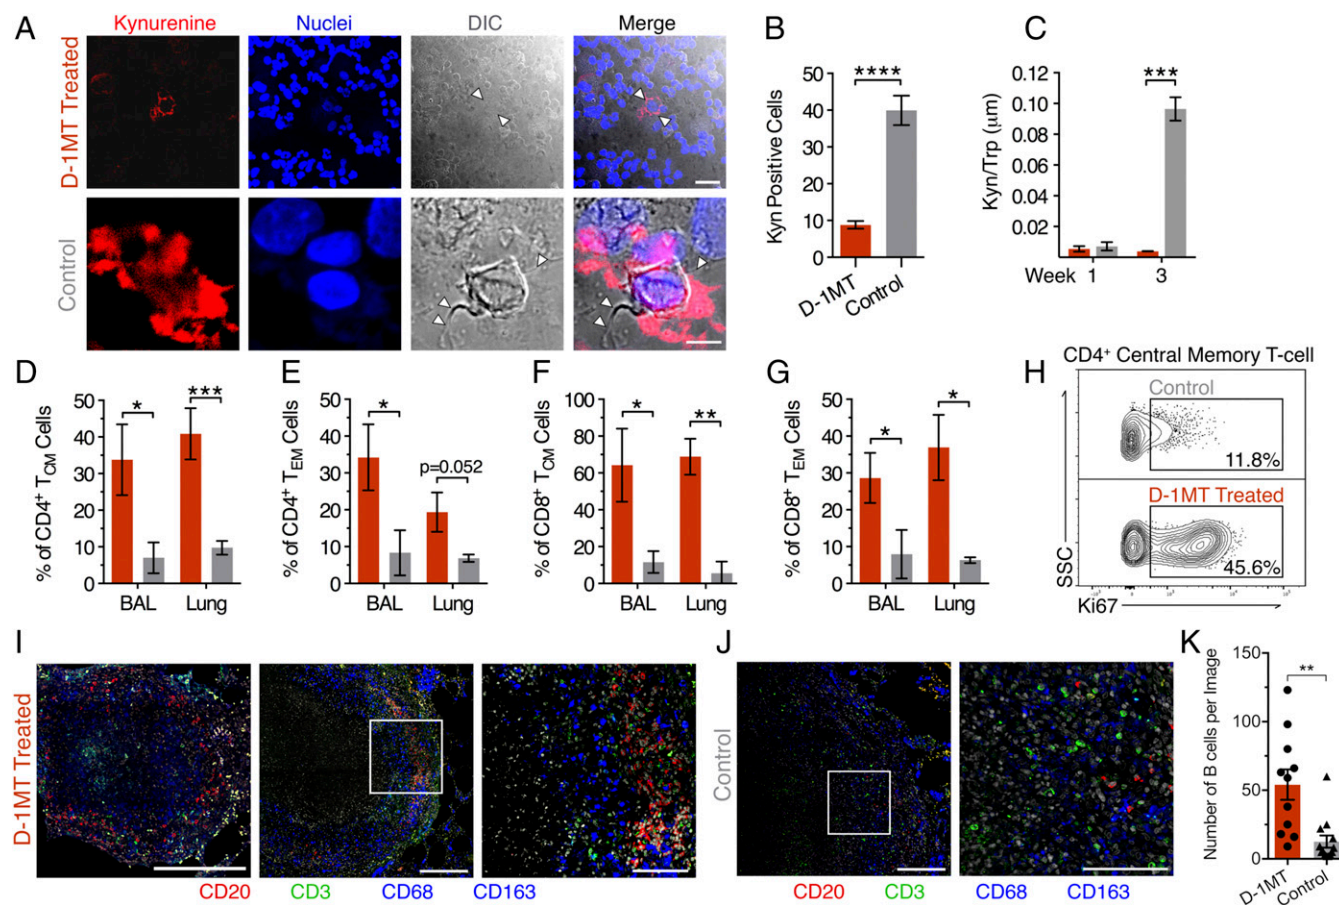 A
Kynurenine
Nuclei
DIC
Merge
D-1MT Treated
Control
B
****
Kyn Positive Cells
50
40
30
20
10
0
D-1MT
Control
C
***
Kyn/Trp (μm)
0.12
0.10
0.08
0.06
0.04
0.02
Week 1 3
D
% of CD4+ TCM Cells
50
40
30
20
10
0
* ***
BAL Lung
E
% of CD4+ TEM Cells
50
40
30
20
10
0
*
p=0.052
BAL Lung
F
% of CD8+ TCM Cells
100
80
60
40
20
0
* **
BAL Lung
G
% of CD8+ TEM Cells
50
40
30
20
10
0
* *
BAL Lung
H
CD4+ Central Memory T-cell
Control
11.8%
D-1MT Treated
45.6%
SSC
Ki67
I
D-1MT Treated
CD20 CD3 CD68 CD163
J
Control
CD20 CD3 CD68 CD163
K
Number of B cells per Image
150
100
50
0
**
D-1MT
Control